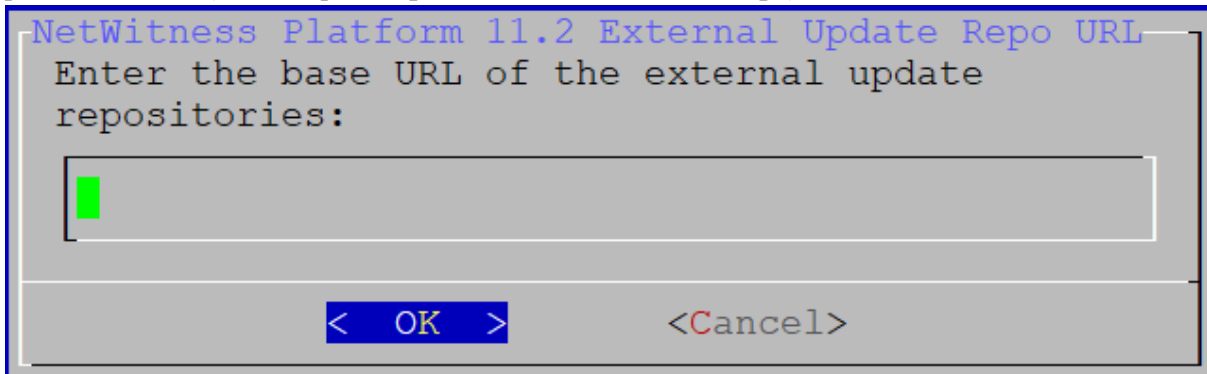 NetWitness Platform 11.2 External Update Repo URL
Enter the base URL of the external update
repositories:
< OK > <Cancel>